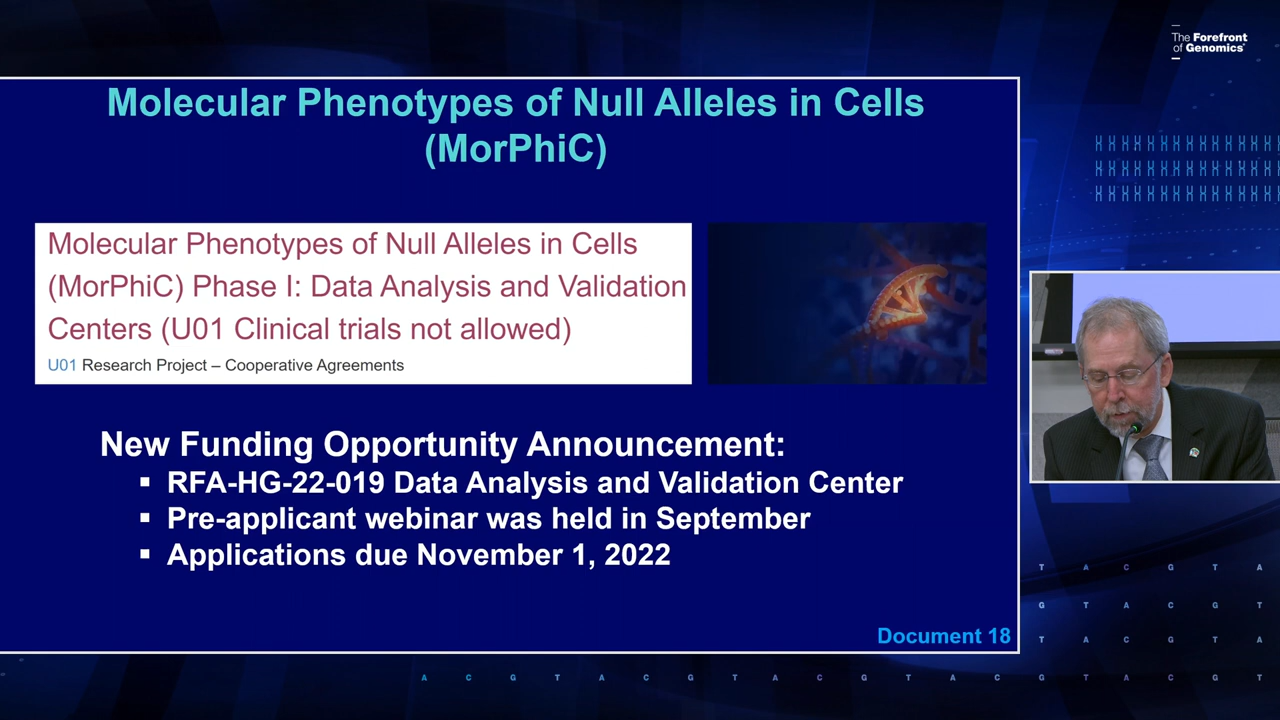 The Forefront
of Genomics
Molecular Phenotypes of Null Alleles in Cells
(MorPhiC)
Molecular Phenotypes of Null Alleles in Cells
(MorPhiC) Phase I: Data Analysis and Validation
Centers (U01 Clinical trials not allowed)
U01 Research Project – Cooperative Agreements
New Funding Opportunity Announcement:
▪ RFA-HG-22-019 Data Analysis and Validation Center
▪ Pre-applicant webinar was held in September
▪ Applications due November 1, 2022
Document 18
T A C G T A
G T A C G T
T A C G T A
A C G T A C G T A C G T A C G T A C G T